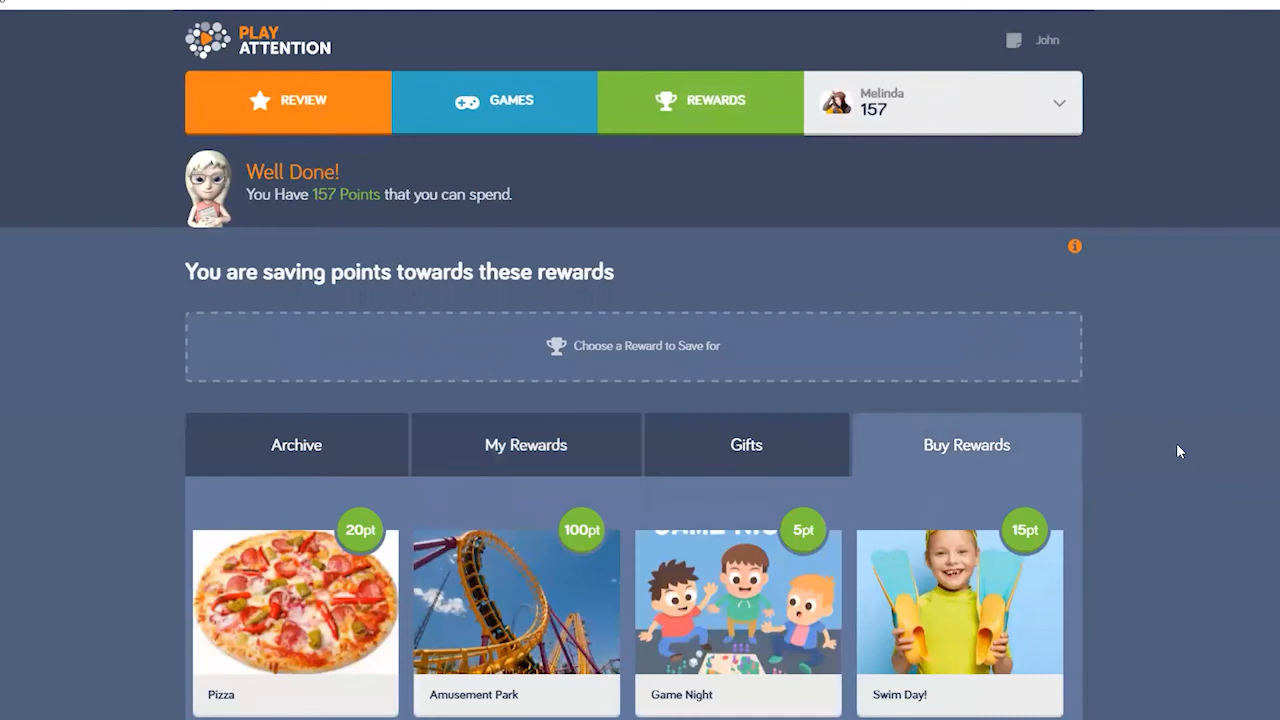 PLAY
ATTENTION
John
REVIEW
GAMES
REWARDS
Melinda
157
Well Done!
You Have 157 Points that you can spend.
You are saving points towards these rewards
Choose a Reward to Save for
Archive
My Rewards
Gifts
Buy Rewards
20pt
100pt
5pt
15pt
GAME NIG
Pizza
Amusement Park
Game Night
Swim Day!